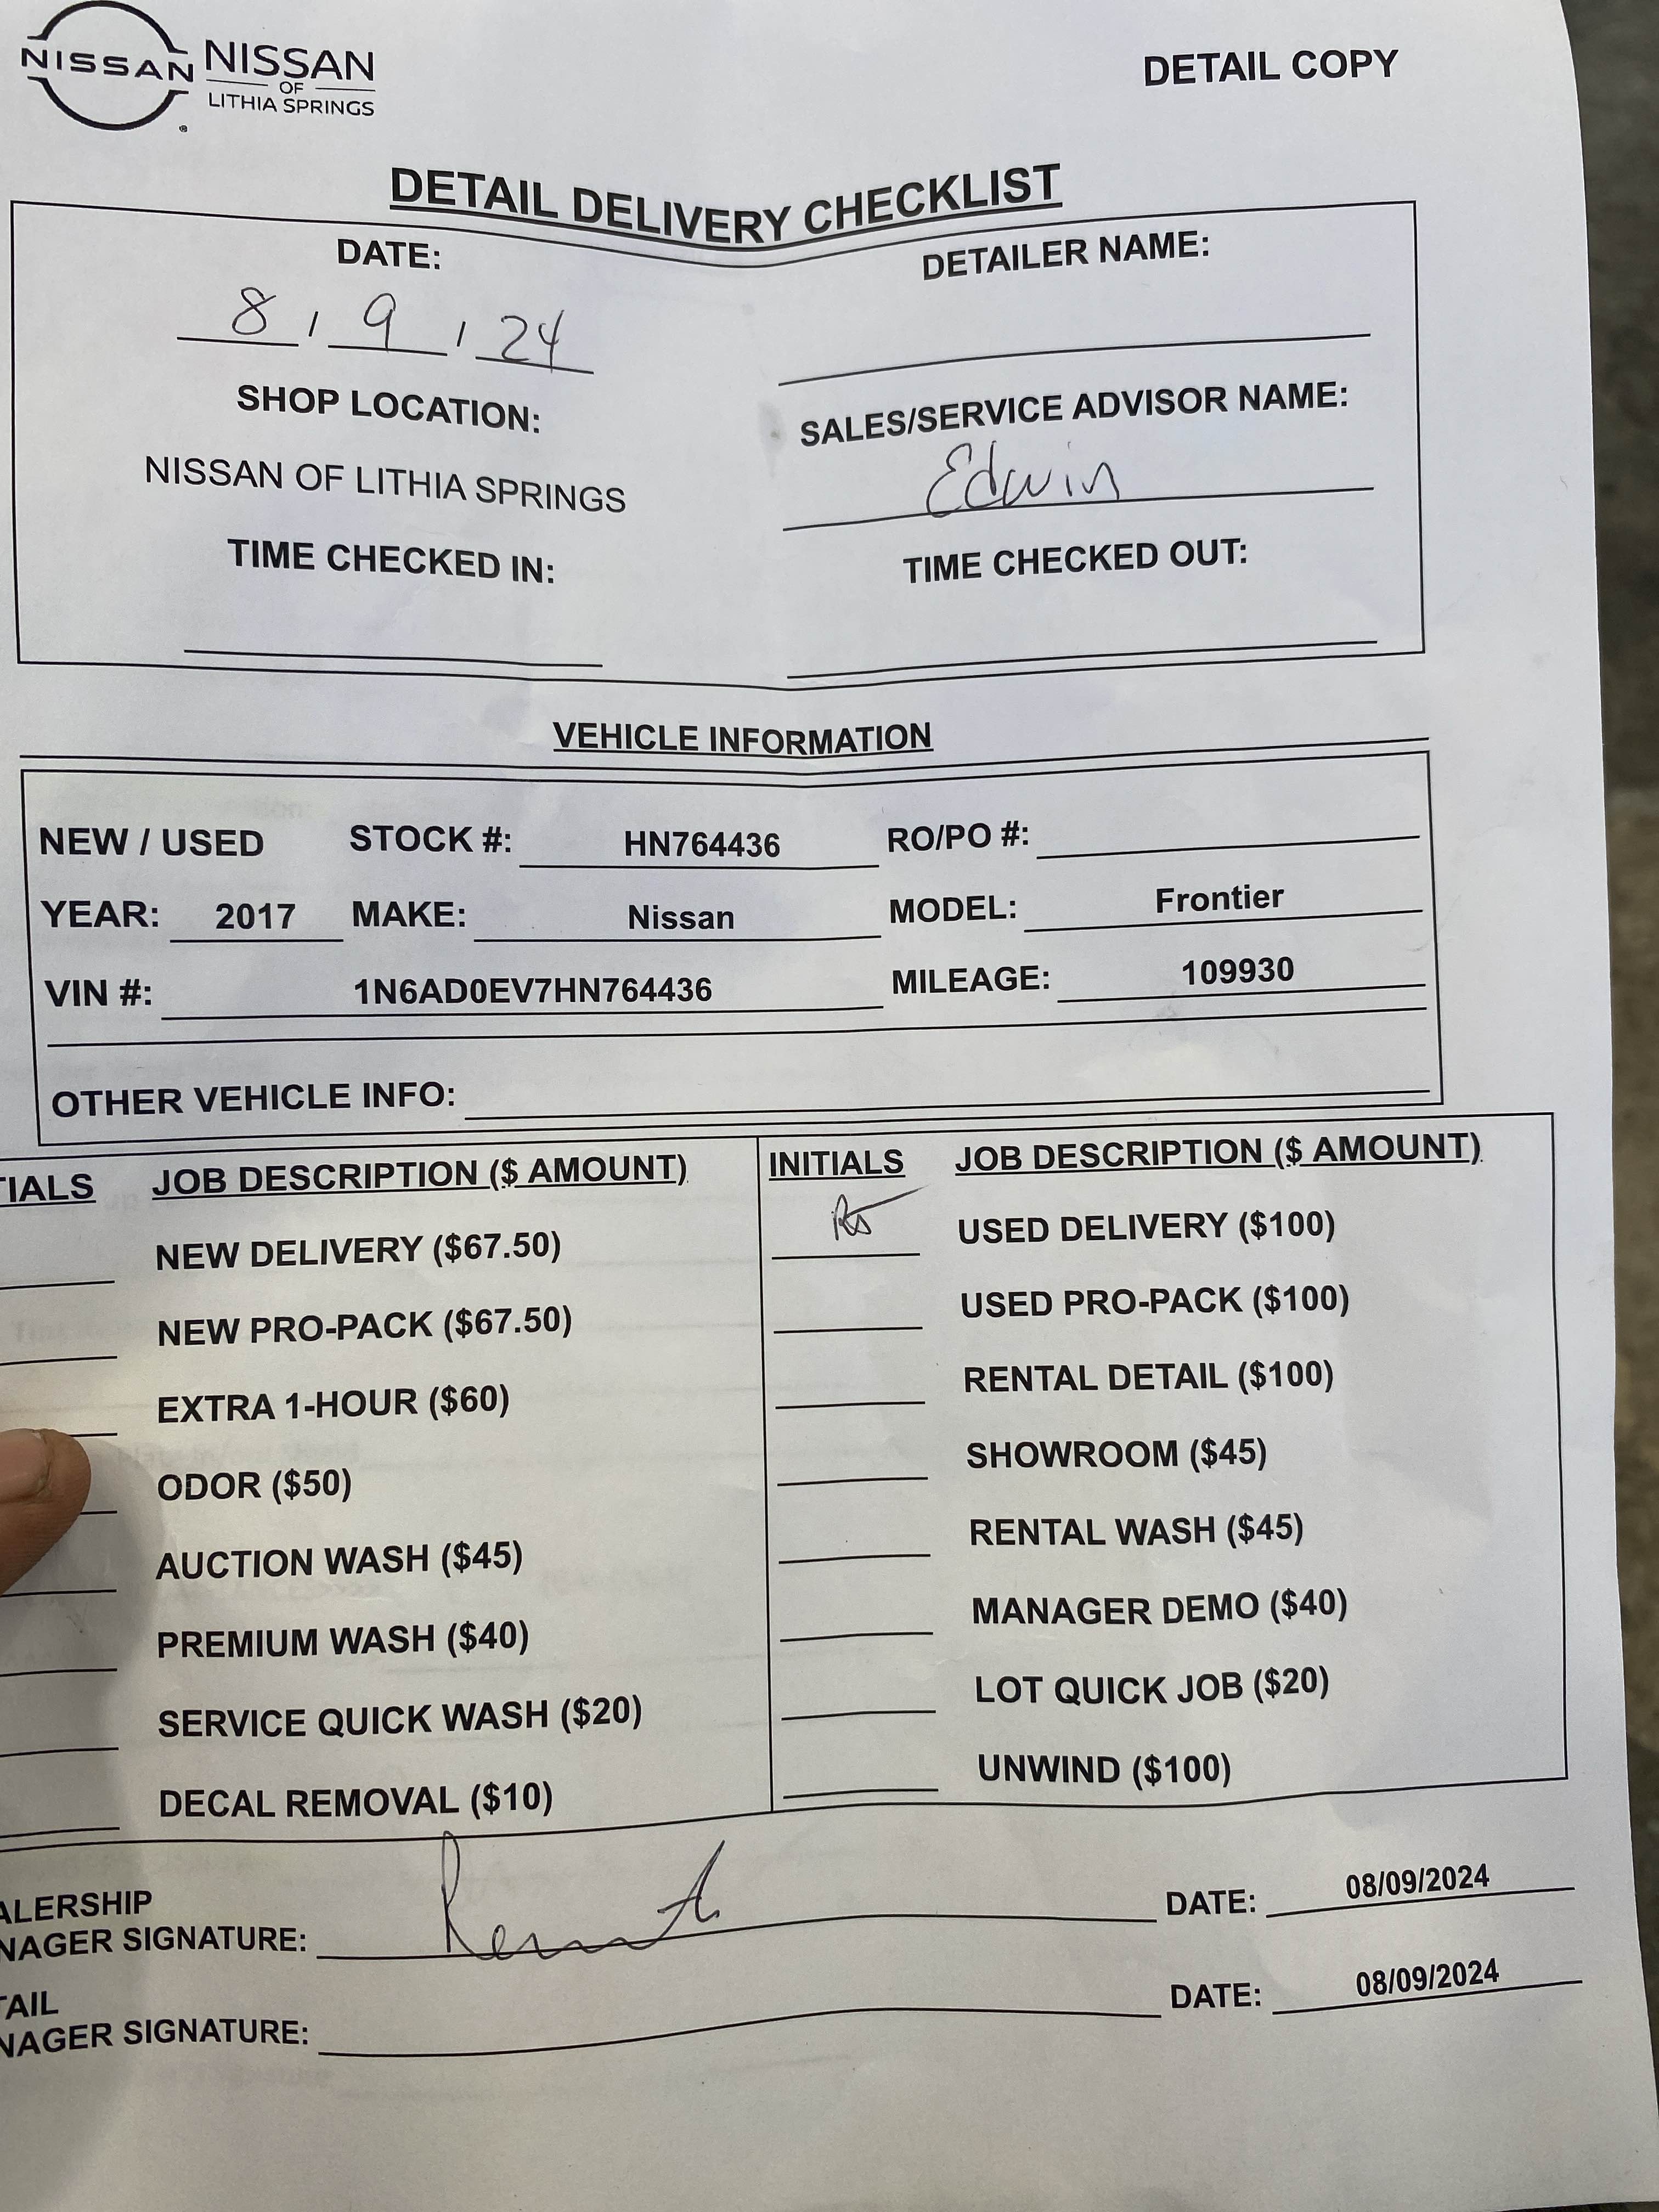 NISSAN NISSAN
OF
LITHIA SPRINGS
DETAIL COPY
DETAIL DELIVERY CHECKLIST
DATE:
8 / 9 / 24
DETAILER NAME:
SHOP LOCATION:
NISSAN OF LITHIA SPRINGS
SALES/SERVICE ADVISOR NAME:
Edwin
TIME CHECKED IN:
TIME CHECKED OUT:
VEHICLE INFORMATION
NEW / USED STOCK #: HN764436 RO/PO #:
YEAR: 2017 MAKE: Nissan MODEL: Frontier
VIN #: 1N6AD0EV7HN764436 MILEAGE: 109930
OTHER VEHICLE INFO:
TIALS JOB DESCRIPTION ($ AMOUNT)
NEW DELIVERY ($67.50)
NEW PRO-PACK ($67.50)
EXTRA 1-HOUR ($60)
ODOR ($50)
AUCTION WASH ($45)
PREMIUM WASH ($40)
SERVICE QUICK WASH ($20)
DECAL REMOVAL ($10)
INITIALS JOB DESCRIPTION ($ AMOUNT)
USED DELIVERY ($100)
USED PRO-PACK ($100)
RENTAL DETAIL ($100)
SHOWROOM ($45)
RENTAL WASH ($45)
MANAGER DEMO ($40)
LOT QUICK JOB ($20)
UNWIND ($100)
ALERSHIP
NAGER SIGNATURE: DATE: 08/09/2024
TAIL
NAGER SIGNATURE: DATE: 08/09/2024